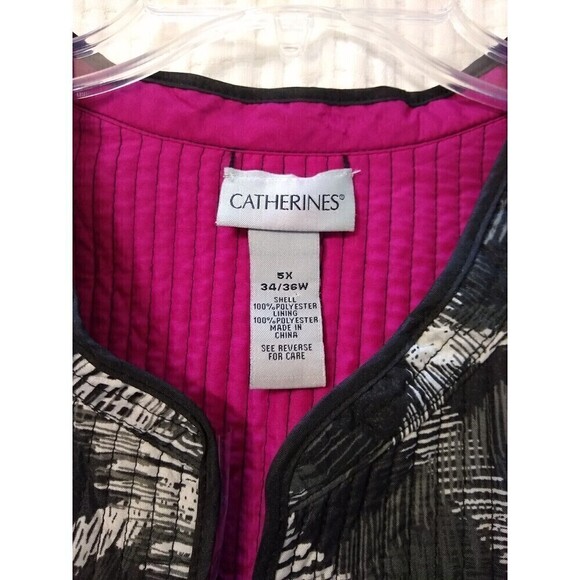 CATHERINES®
5X
34/36W
SHELL
100% POLYESTER
LINING
100% POLYESTER
MADE IN
CHINA
SEE REVERSE
FOR CARE